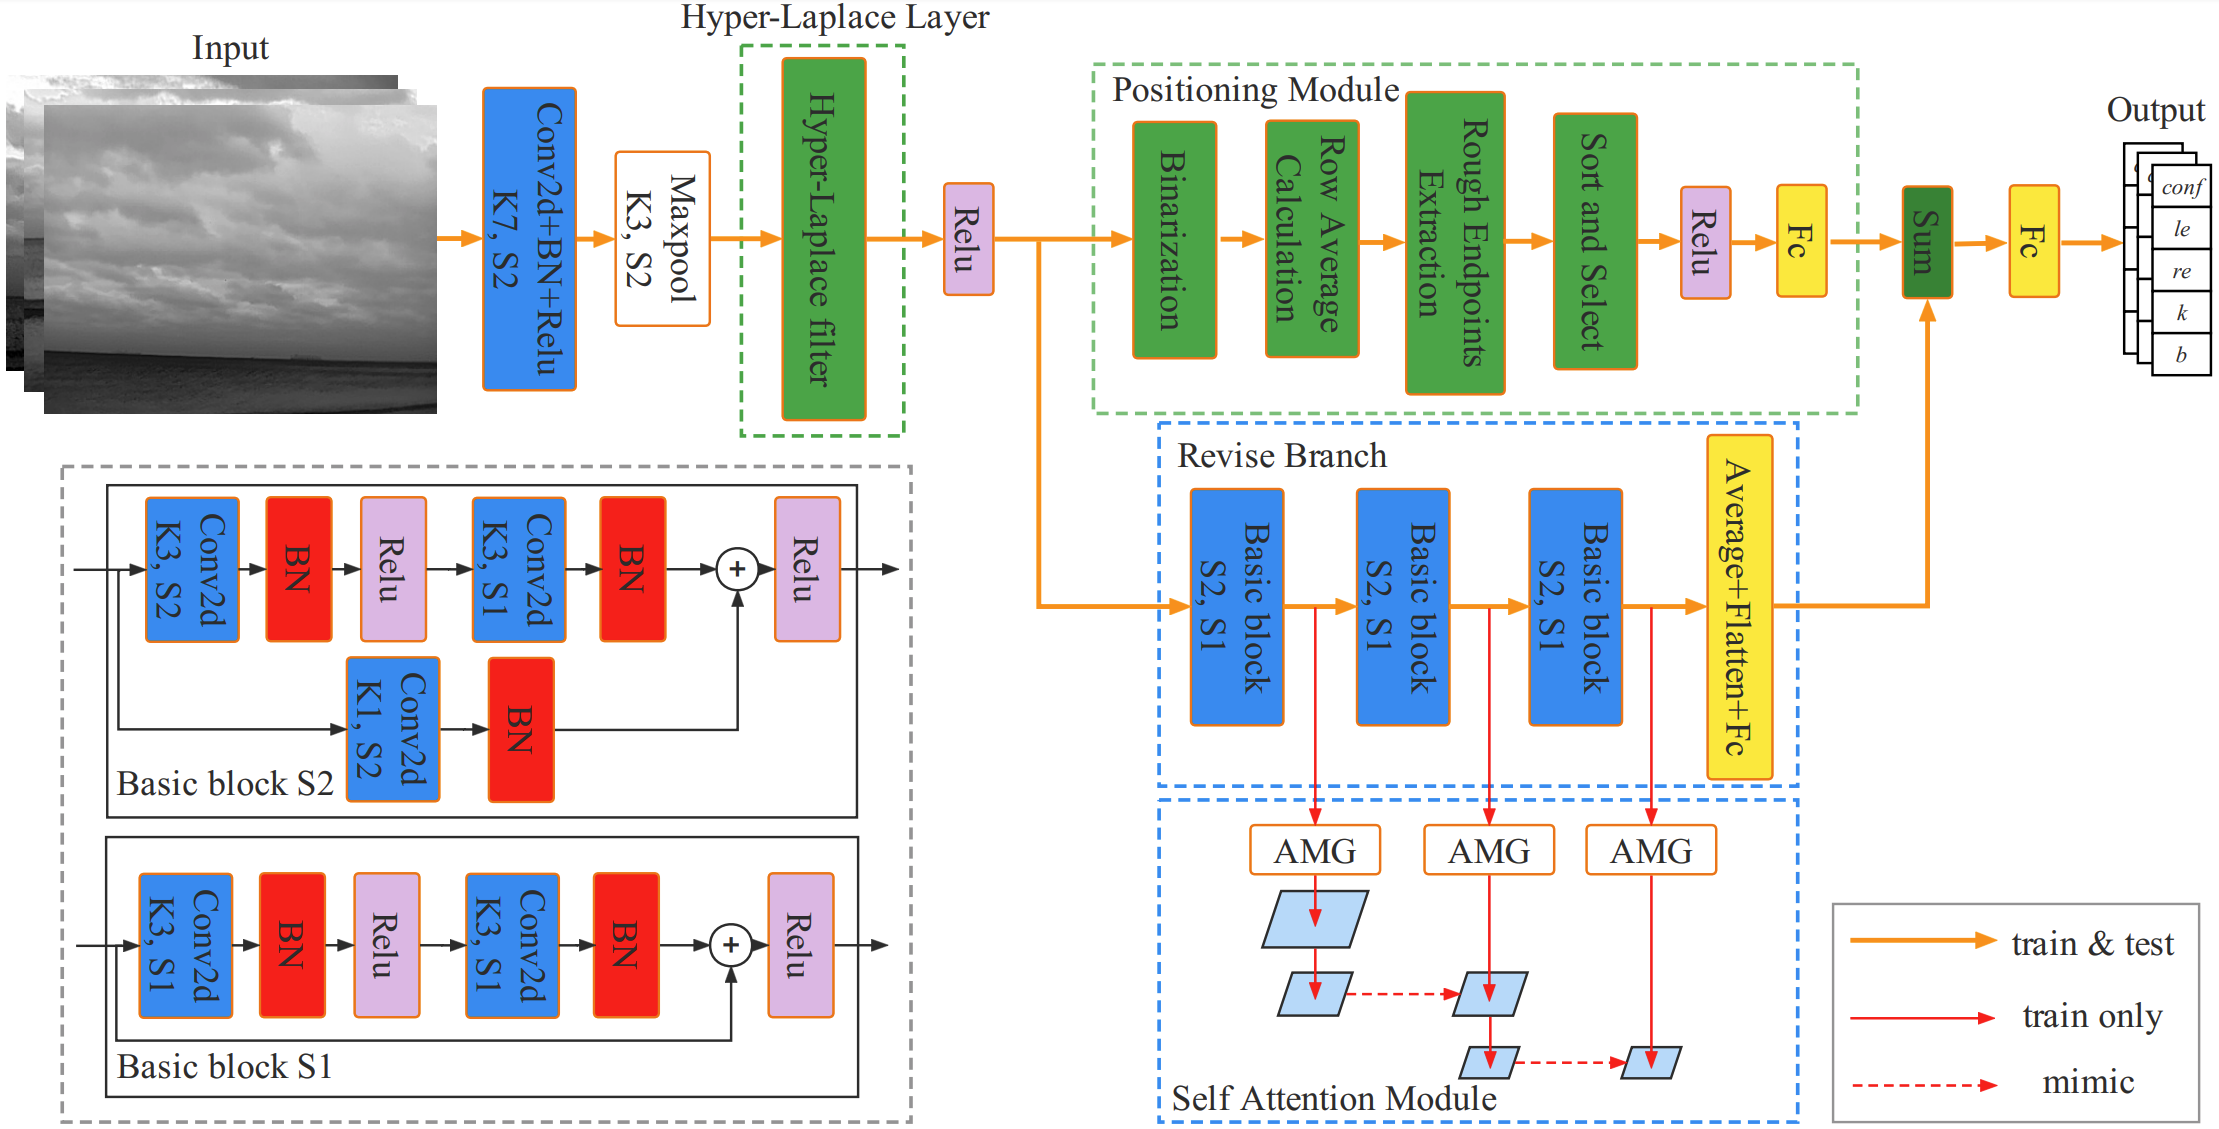 Hyper-Laplace Layer
Input
Conv2d+BN+Relu
K7, S2
Maxpool
K3, S2
Hyper-Laplace filter
Relu
Positioning Module
Binarization
Row Average
Calculation
Rough Endpoints
Extraction
Sort and Select
Relu
Fc
Sum
Fc
Output
conf
le
re
k
b
Revise Branch
Basic block
S2, S1
Basic block
S2, S1
Basic block
S2, S1
Average+Flatten+Fc
AMG
AMG
AMG
Self Attention Module
Conv2d
K3, S2
BN
Relu
Conv2d
K3, S1
BN
+
Relu
Conv2d
K1, S2
BN
Basic block S2
Conv2d
K3, S1
BN
Relu
Conv2d
K3, S1
BN
+
Relu
Basic block S1
train & test
train only
mimic